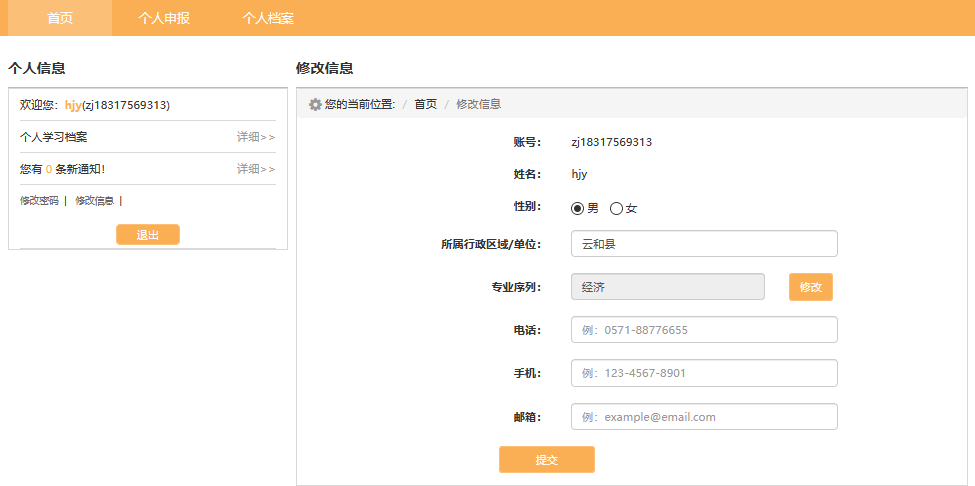 首页 个人申报 个人档案
个人信息
欢迎您：hjy(zj18317569313)
个人学习档案 详细>>
您有 0 条新通知！ 详细>>
修改密码 | 修改信息 |
退出
修改信息
您的当前位置： / 首页 / 修改信息
账号： zj18317569313
姓名： hjy
性别： 男 女
所属行政区域/单位： 云和县
专业序列： 经济 修改
电话： 例：0571-88776655
手机： 例：123-4567-8901
邮箱： 例：example@email.com
提交